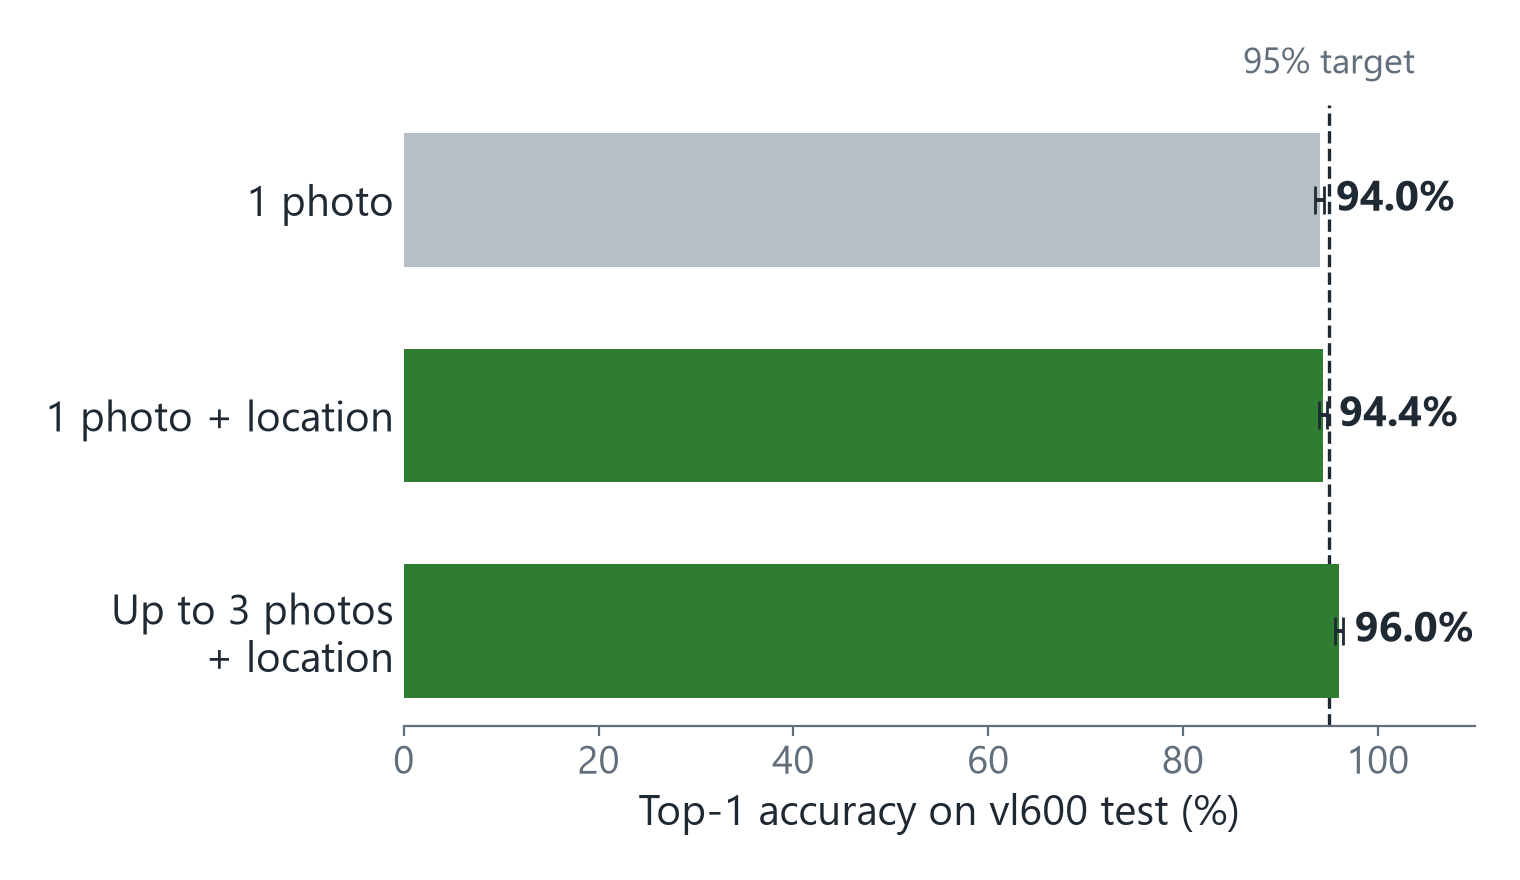 95% target
1 photo
94.0%
1 photo + location
94.4%
Up to 3 photos
+ location
96.0%
0 20 40 60 80 100
Top-1 accuracy on vl600 test (%)